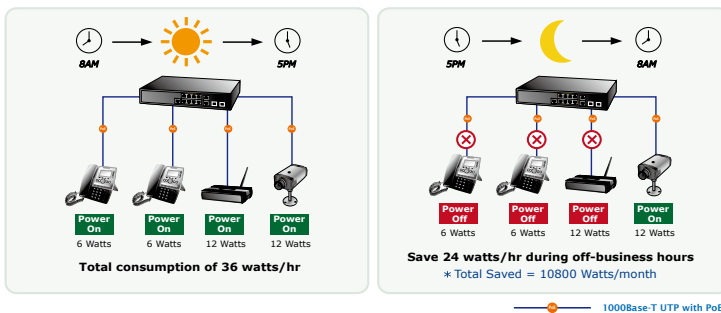 8AM
5PM
Power On
Power On
Power On
Power On
6 Watts
6 Watts
12 Watts
12 Watts
Total consumption of 36 watts/hr
5PM
8AM
Power Off
Power Off
Power Off
Power On
6 Watts
6 Watts
12 Watts
12 Watts
Save 24 watts/hr during off-business hours
* Total Saved = 10800 Watts/month
1000Base-T UTP with PoE